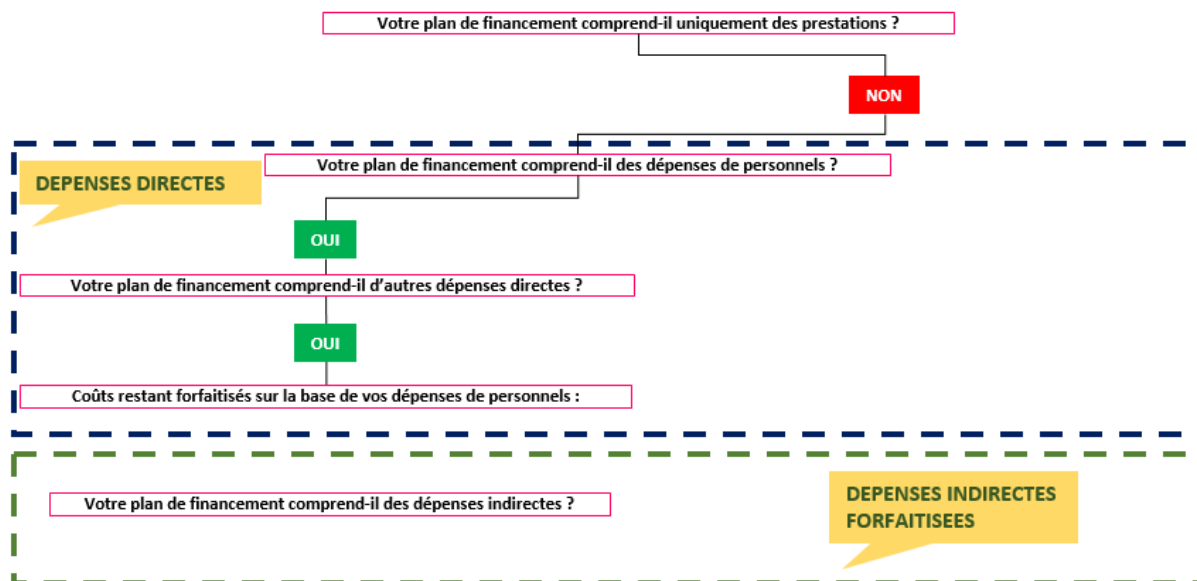 Votre plan de financement comprend-il uniquement des prestations ?
NON
Votre plan de financement comprend-il des dépenses de personnels ?
DEPENSES DIRECTES
OUI
Votre plan de financement comprend-il d'autres dépenses directes ?
OUI
Coûts restant forfaitisés sur la base de vos dépenses de personnels :
Votre plan de financement comprend-il des dépenses indirectes ?
DEPENSES INDIRECTES
FORFAITISEES